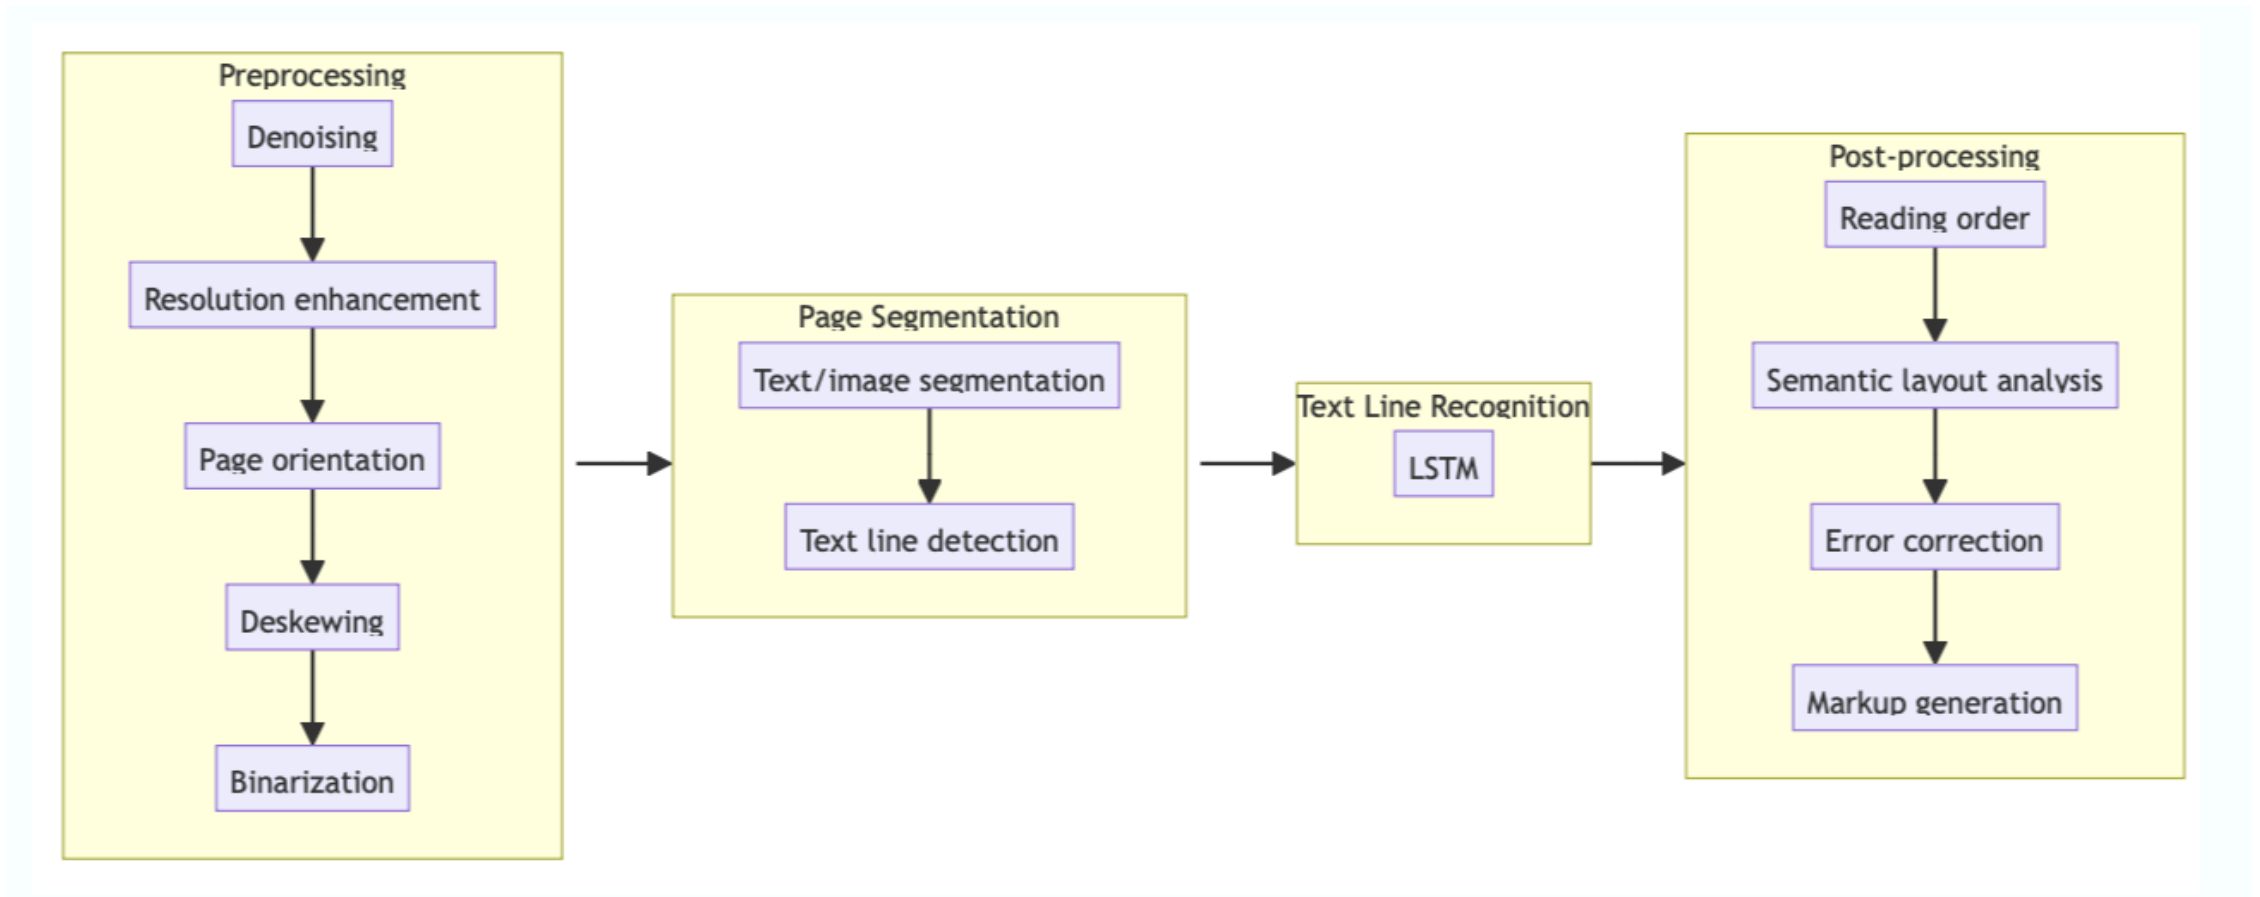 Preprocessing
Denoising
Resolution enhancement
Page orientation
Deskewing
Binarization
Page Segmentation
Text/image segmentation
Text line detection
Text Line Recognition
LSTM
Post-processing
Reading order
Semantic layout analysis
Error correction
Markup generation